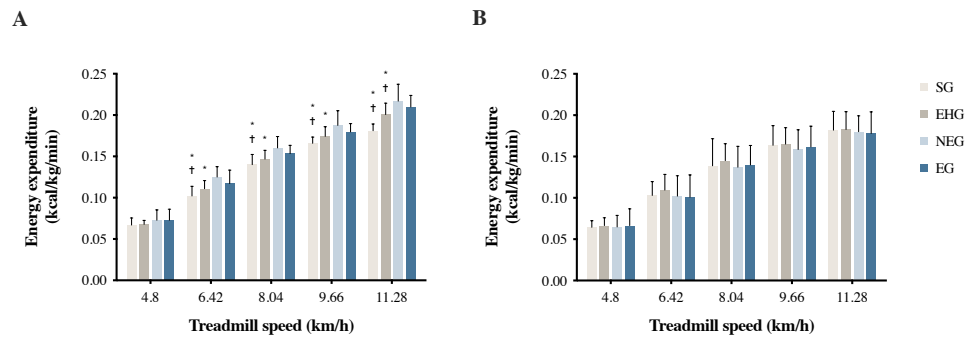 A
B
Energy expenditure
(kcal/kg/min)
0.25
0.20
0.15
0.10
0.05
0.00
*
†
*
*
†
*
*
†
*
*
†
*
†
4.8
6.42
8.04
9.66
11.28
Treadmill speed (km/h)
Energy expenditure
(kcal/kg/min)
0.25
0.20
0.15
0.10
0.05
0.00
4.8
6.42
8.04
9.66
11.28
Treadmill speed (km/h)
SG
EHG
NEG
EG